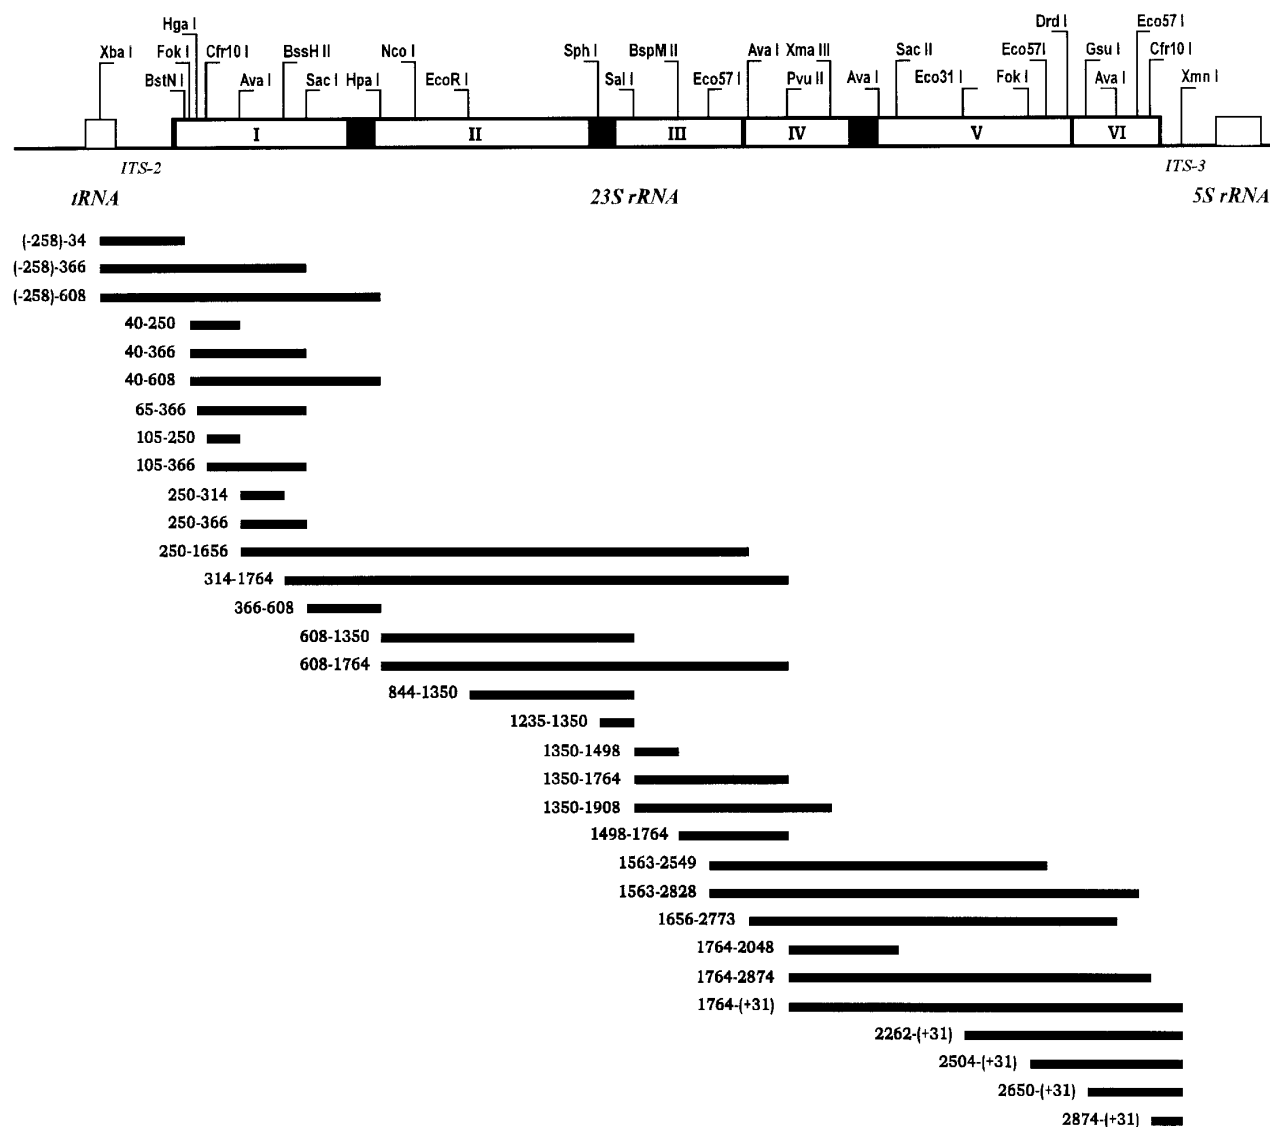 Hga I
Drd I
Eco57 I
Xba I
Fok I
Cfr10 I
BssH II
Nco I
Sph I
BspM II
Ava I
Xma III
Sac II
Eco57I
Gsu I
Cfr10 I
BstN I
Ava I
Sac I
Hpa I
EcoR I
Sal I
Eco57 I
Pvu II
Ava I
Eco31 I
Fok I
Ava I
Xmn I
I
II
III
IV
V
VI
ITS-2
ITS-3
tRNA
23S rRNA
5S rRNA
(-258)-34
(-258)-366
(-258)-608
40-250
40-366
40-608
65-366
105-250
105-366
250-314
250-366
250-1656
314-1764
366-608
608-1350
608-1764
844-1350
1235-1350
1350-1498
1350-1764
1350-1908
1498-1764
1563-2549
1563-2828
1656-2773
1764-2048
1764-2874
1764-(+31)
2262-(+31)
2504-(+31)
2650-(+31)
2874-(+31)